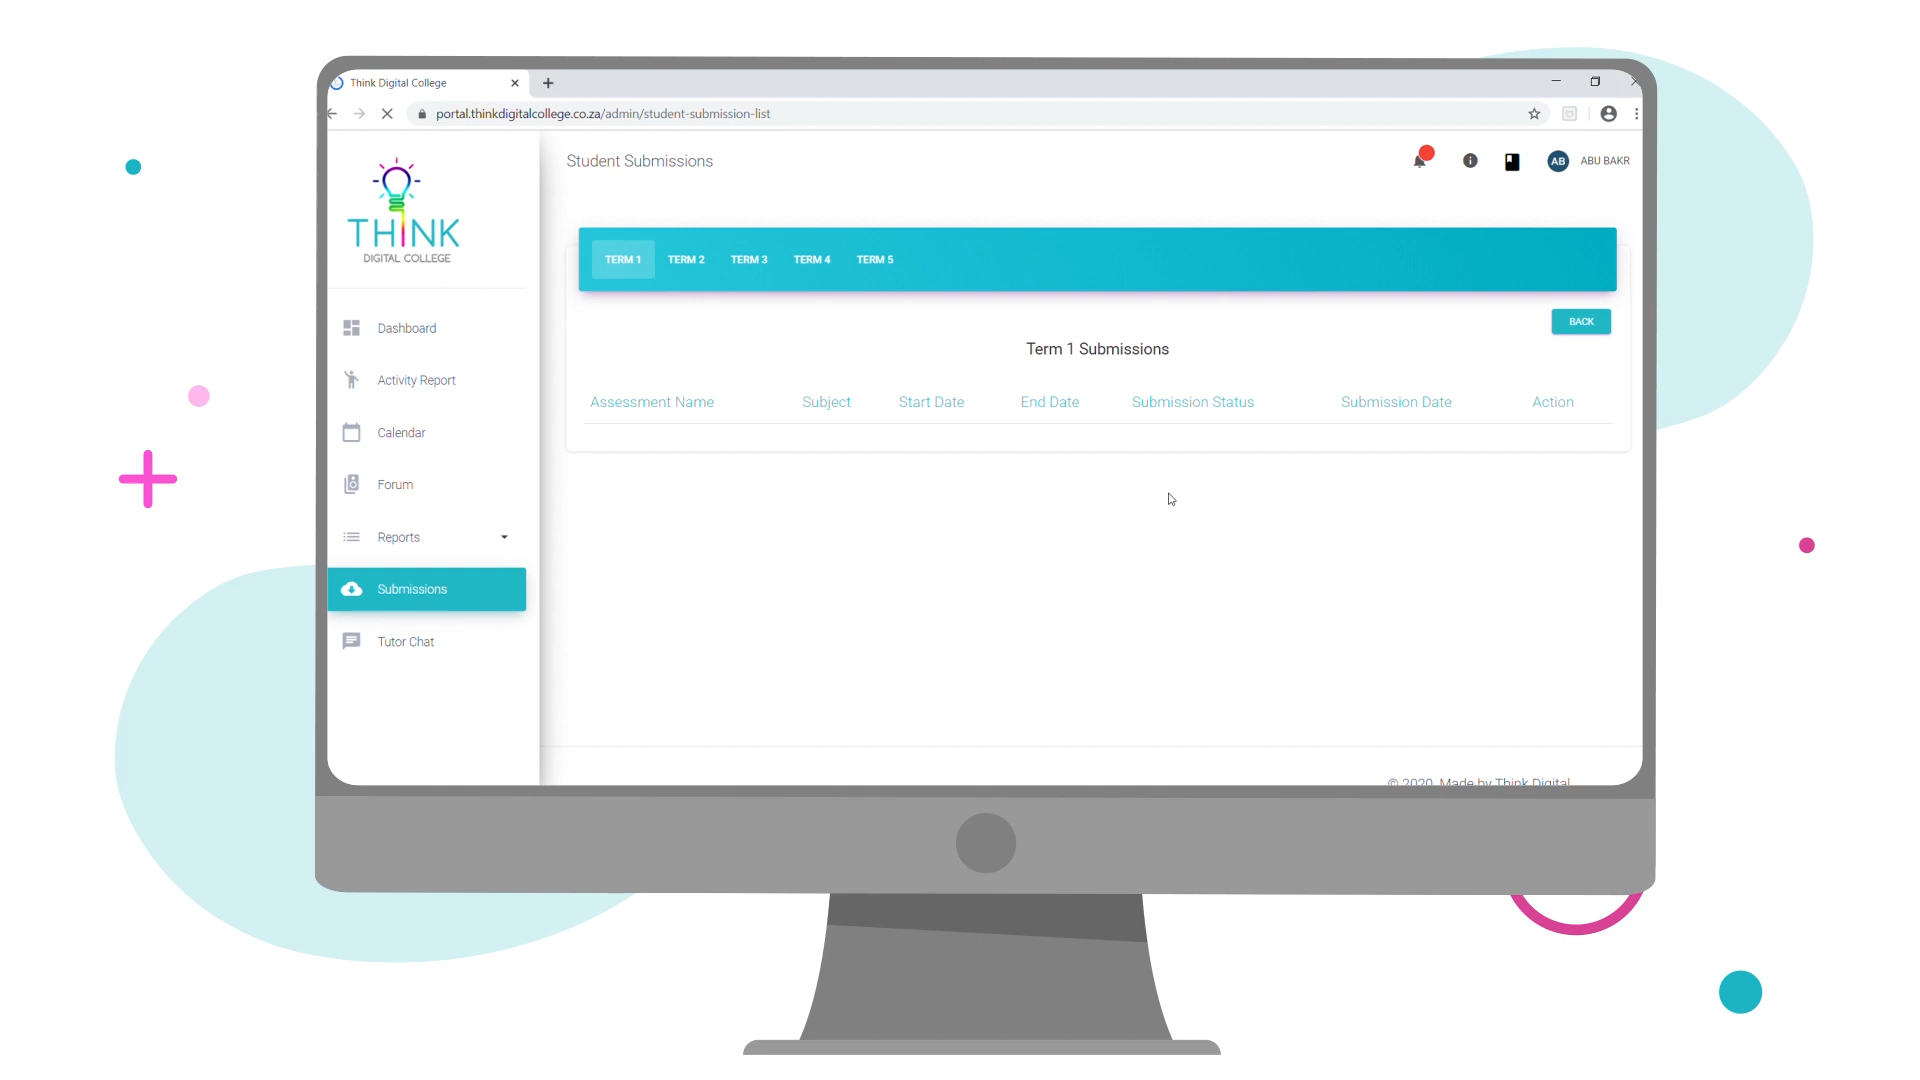 Think Digital College
portal.thinkdigitalcollege.co.za/admin/student-submission-list
THINK
DIGITAL COLLEGE
Student Submissions
AB ABU BAKR
TERM 1 TERM 2 TERM 3 TERM 4 TERM 5
BACK
Term 1 Submissions
Assessment Name Subject Start Date End Date Submission Status Submission Date Action
Dashboard
Activity Report
Calendar
Forum
Reports
Submissions
Tutor Chat
© 2020, Made by Think Digital